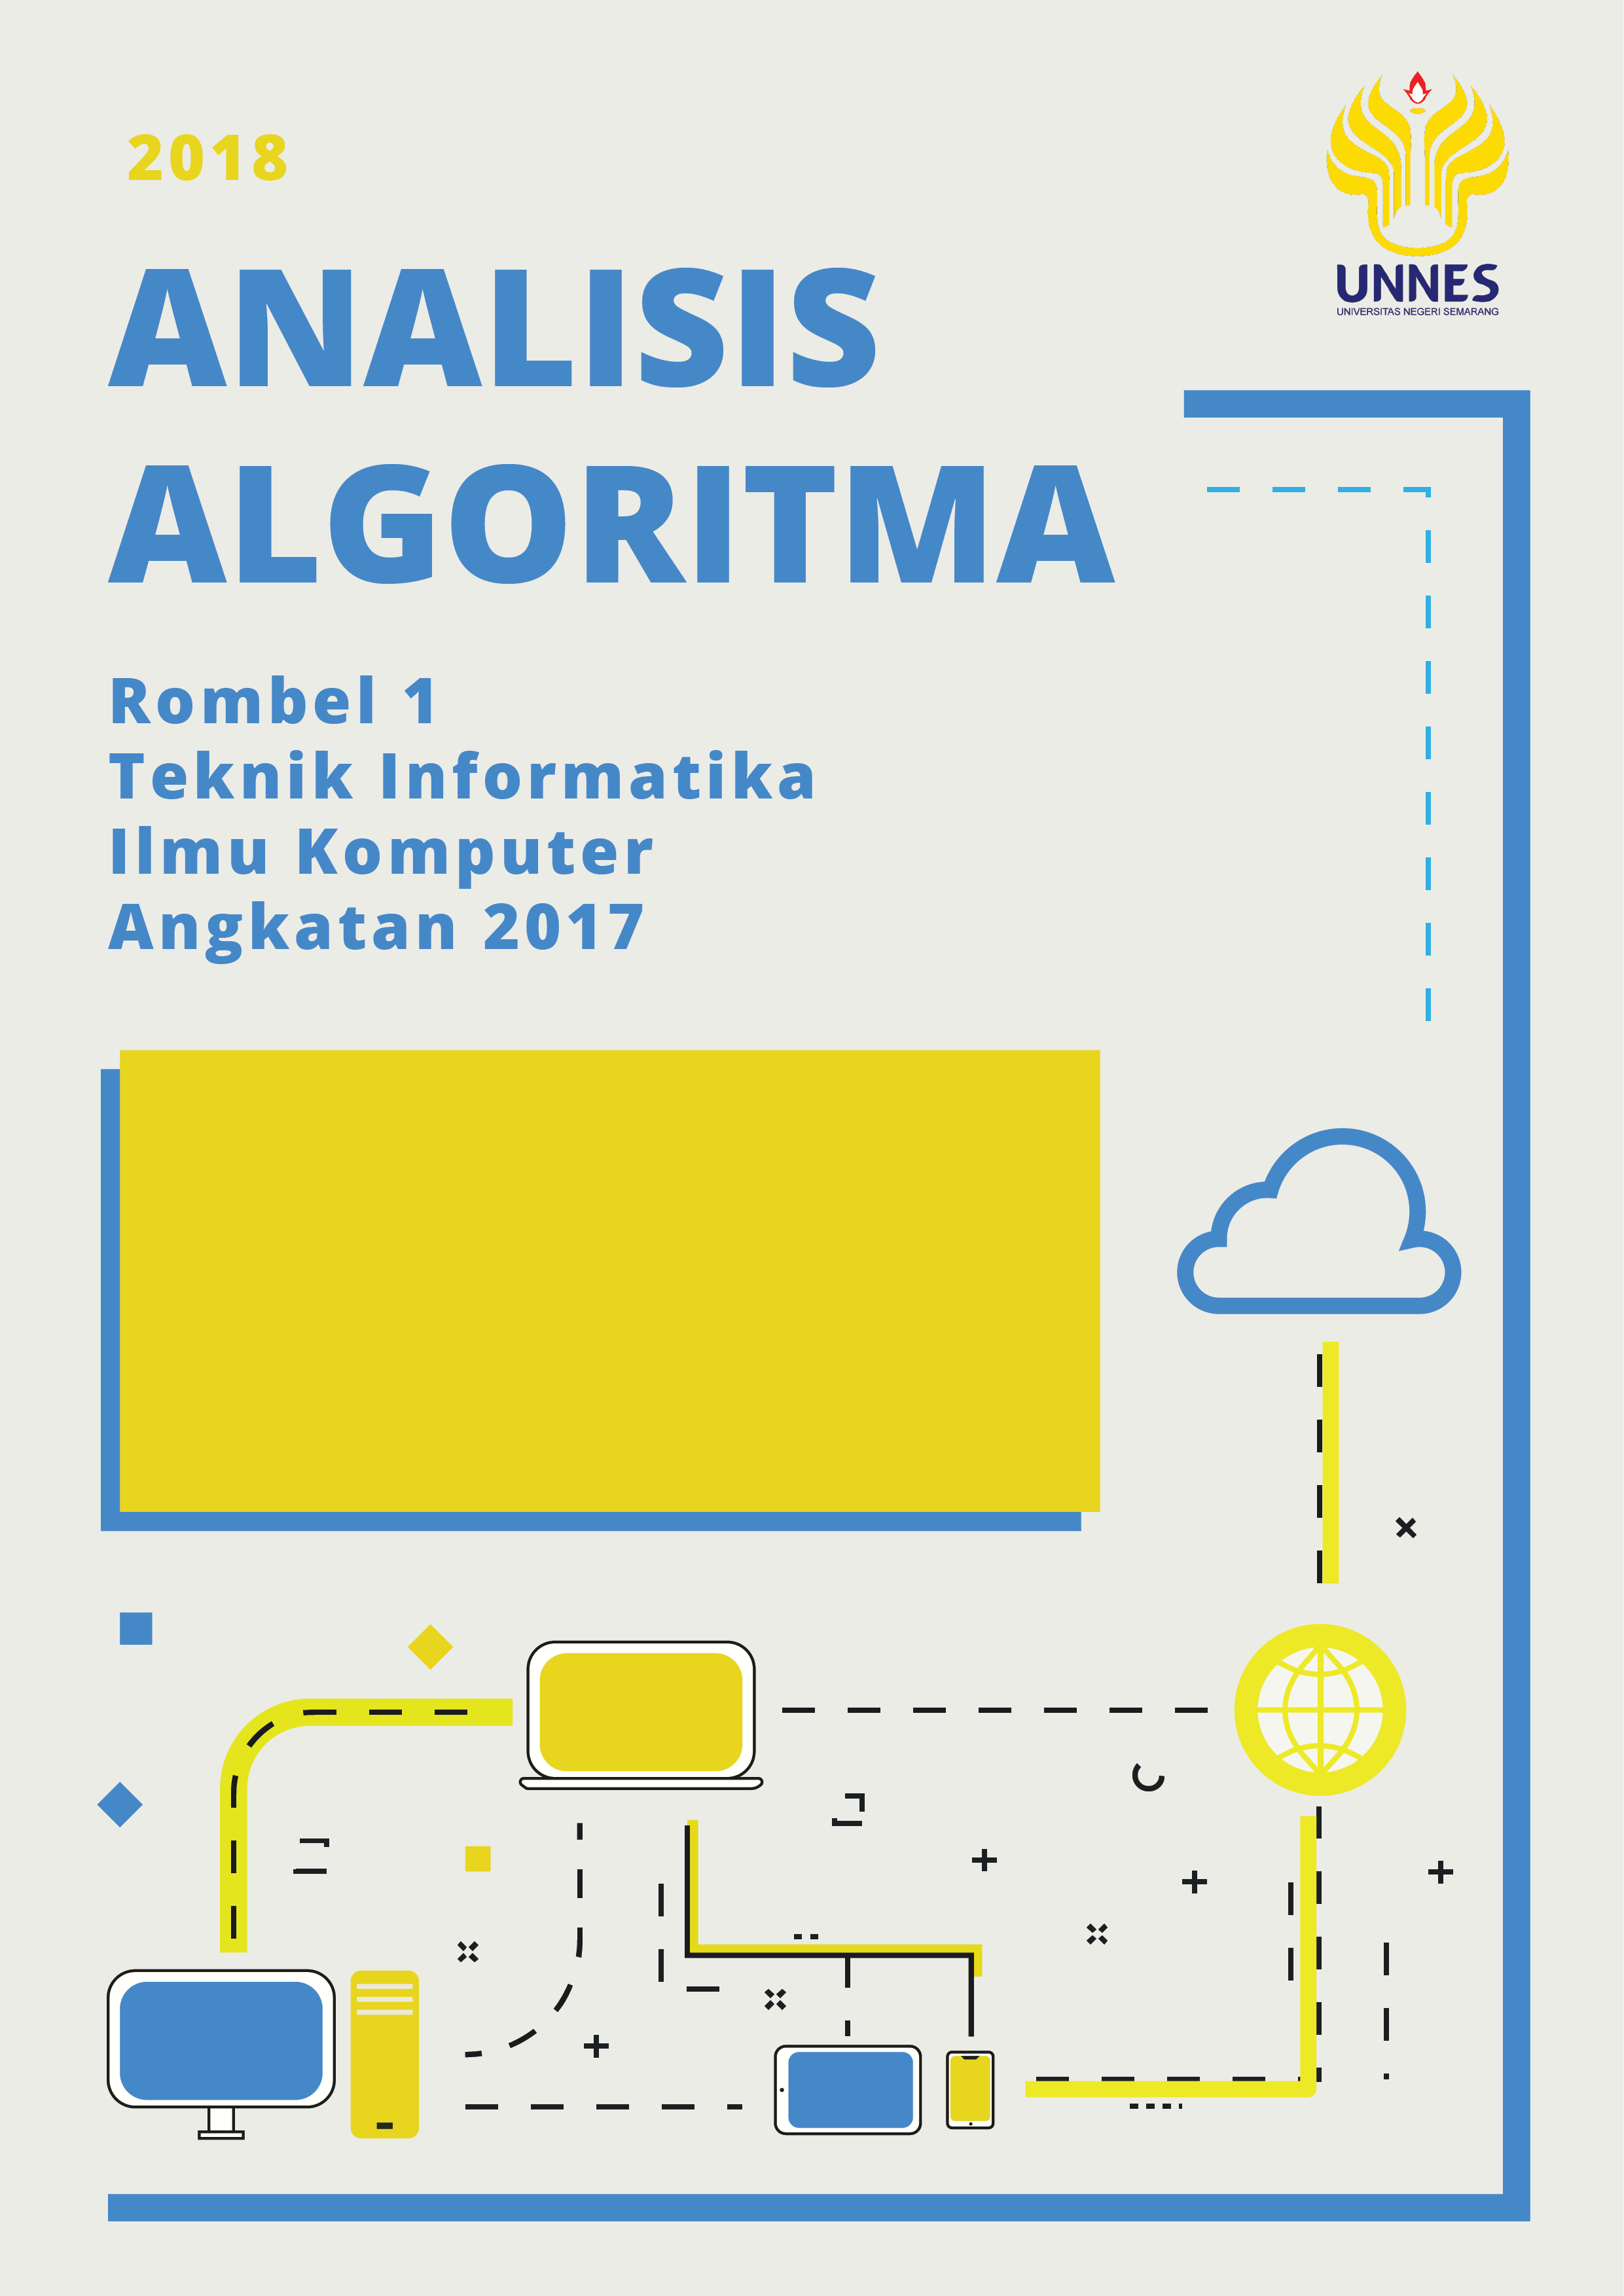 2018
UNNES
UNIVERSITAS NEGERI SEMARANG
ANALISIS
ALGORITMA
Rombel 1
Teknik Informatika
Ilmu Komputer
Angkatan 2017